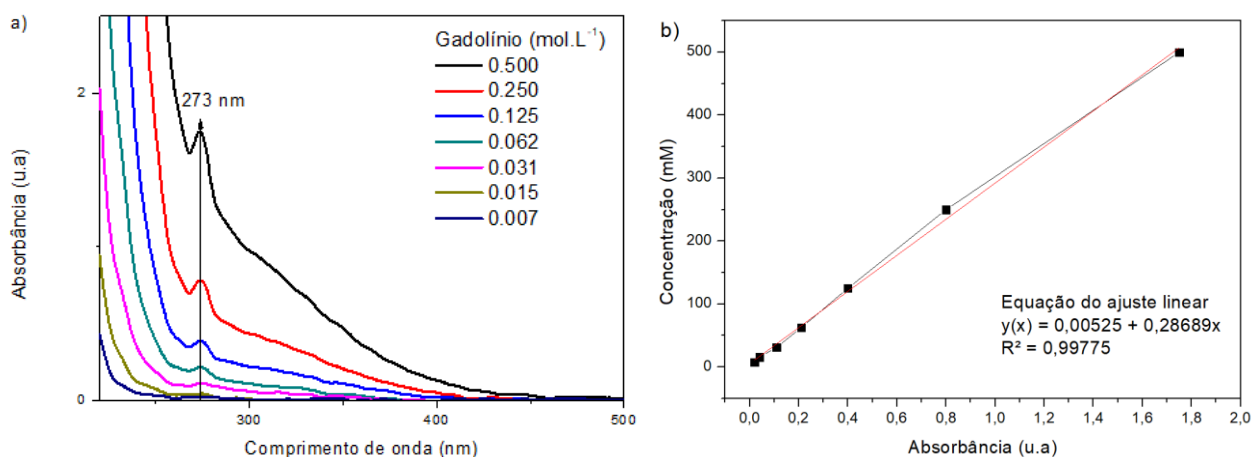 a)
Gadolínio (mol.L⁻¹)
0.500
0.250
0.125
0.062
0.031
0.015
0.007
273 nm
2
1
0
Absorbância (u.a)
300
400
500
Comprimento de onda (nm)
b)
500
400
300
200
100
0
Concentração (mM)
Equação do ajuste linear
y(x) = 0,00525 + 0,28689x
R² = 0,99775
0,0 0,2 0,4 0,6 0,8 1,0 1,2 1,4 1,6 1,8 2,0
Absorbância (u.a)